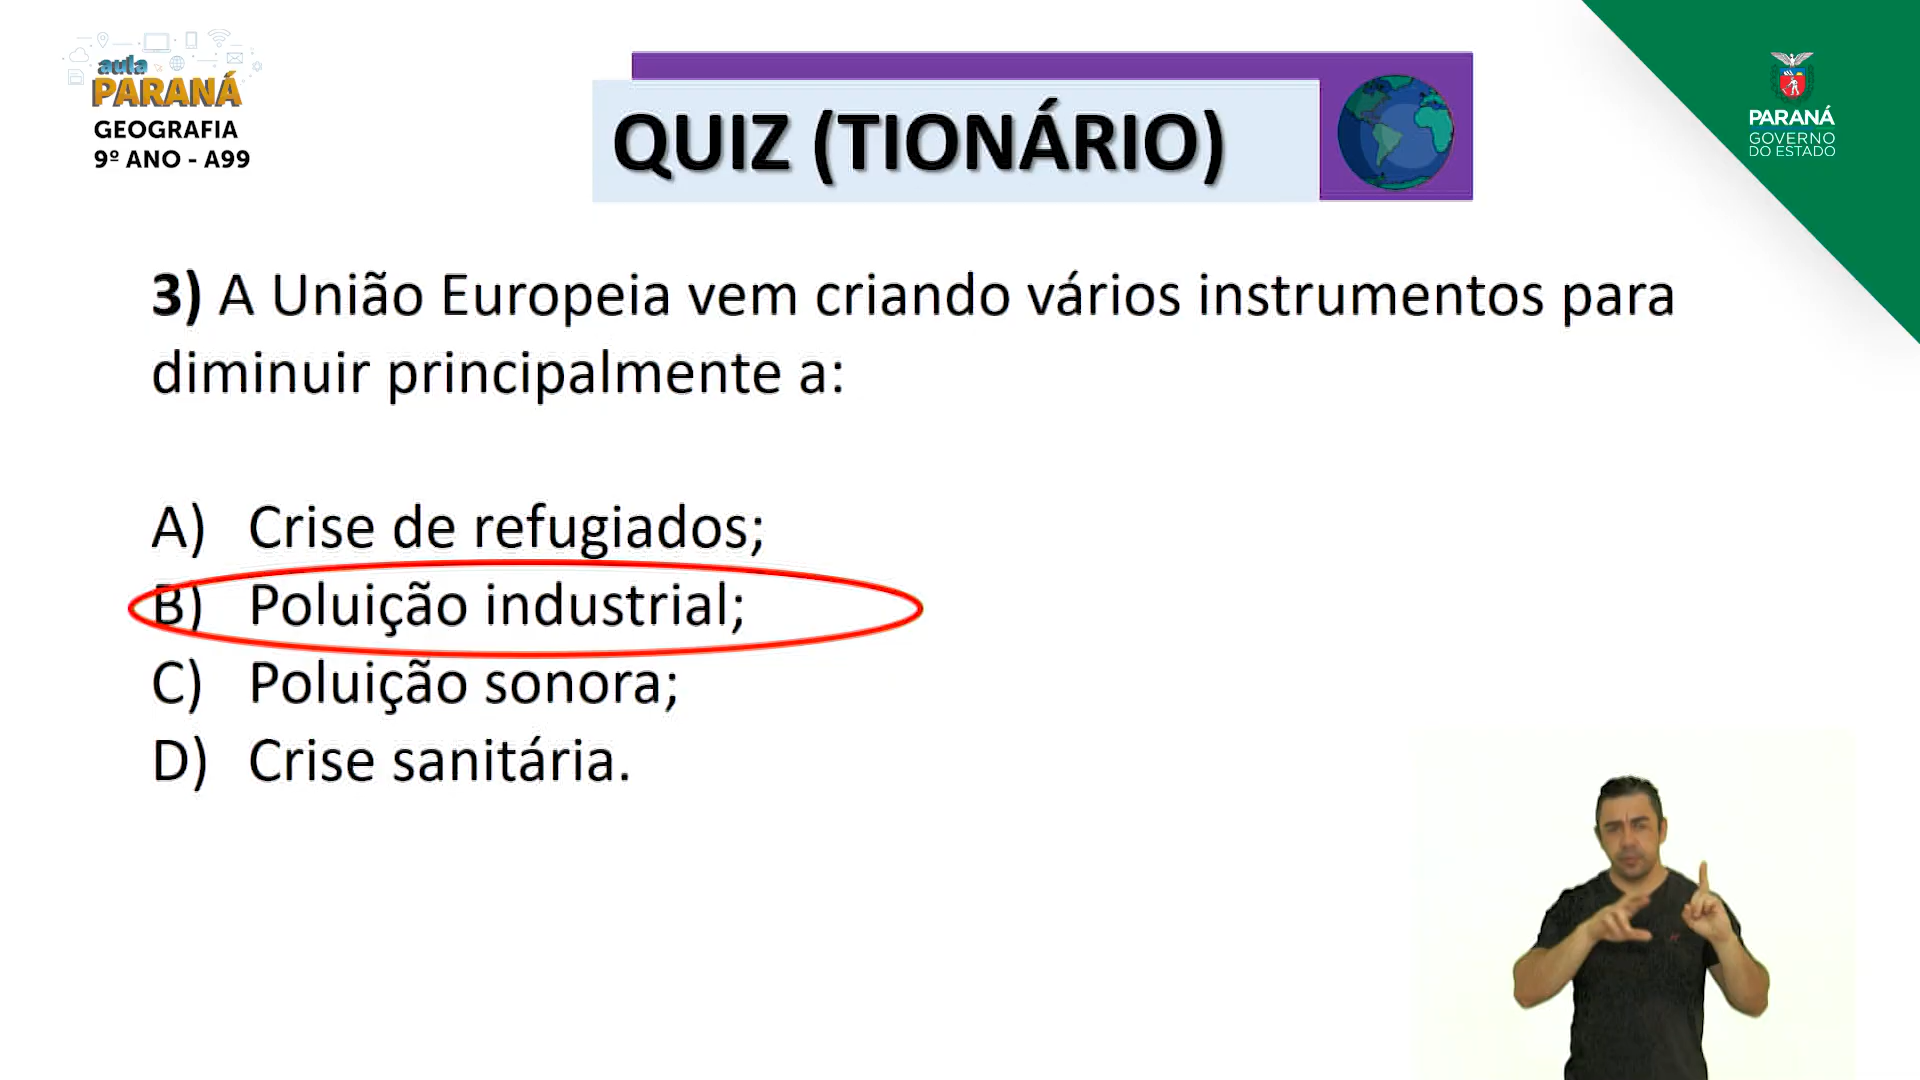 aula
PARANÁ
GEOGRAFIA
9º ANO - A99
QUIZ (TIONÁRIO)
PARANÁ
GOVERNO
DO ESTADO
3) A União Europeia vem criando vários instrumentos para
diminuir principalmente a:
A) Crise de refugiados;
B) Poluição industrial;
C) Poluição sonora;
D) Crise sanitária.